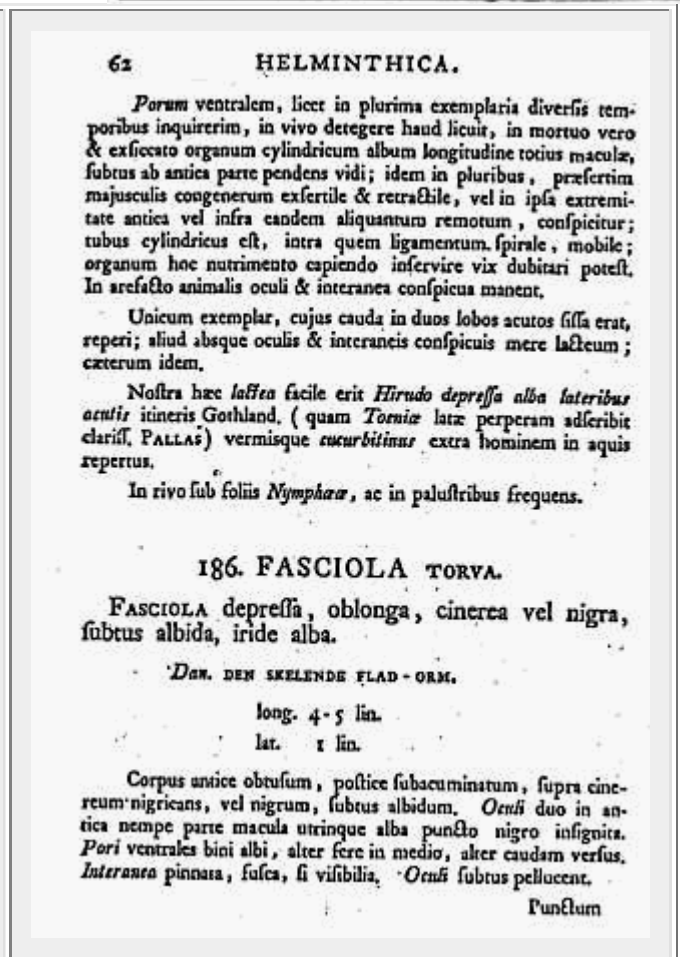 62 HELMINTHICA.
Porum ventralem, licet in plurima exemplaria diverſis tem-
poribus inquirerim, in vivo detegere haud licuit, in mortuo vero
& exſiccato organum cylindricum album longitudine totius maculæ,
ſubtus ab antica parte pendens vidi; idem in pluribus, præſertim
majusculis congenerum exſertile & retractile, vel in ipſa extremi-
tate antica vel infra eandem aliquantum remotum, conſpicitur;
tubus cylindricus eſt, intra quem ligamentum ſpirale, mobile;
organum hoc nutrimento capiendo inſervire vix dubitari poteſt.
In arefacto animalis oculi & interanea conſpicua manent.
Unicum exemplar, cujus cauda in duos lobos acutos fiſſa erat,
reperi; aliud absque oculis & interaneis conſpicuis mere lacteum;
cæterum idem.
Noſtra hæc lactea facile erit Hirudo depreſſa alba lateribus
acutis itineris Gothland. (quam Tæniæ latæ perperam adſcribit
clariſſ. PALLAS) vermisque cucurbitinus extra hominem in aquis
repertus.
In rivo ſub foliis Nymphææ, ac in paluſtribus frequens.
186. FASCIOLA TORVA.
FASCIOLA depreſſa, oblonga, cinerea vel nigra,
ſubtus albida, iride alba.
Dan. DEN SKELENDE FLAD-ORM.
long. 4-5 lin.
lat. 1 lin.
Corpus antice obtuſum, poſtice ſubacuminatum, ſupra cine-
reum nigricans, vel nigrum, ſubtus albidum. Oculi duo in an-
tica nempe parte macula utrinque alba puncto nigro inſignita.
Pori ventrales bini albi, alter fere in medio, alter caudam verſus.
Interanea pinnata, fuſca, ſi viſibilia. Oculi ſubtus pellucent.
Punctum